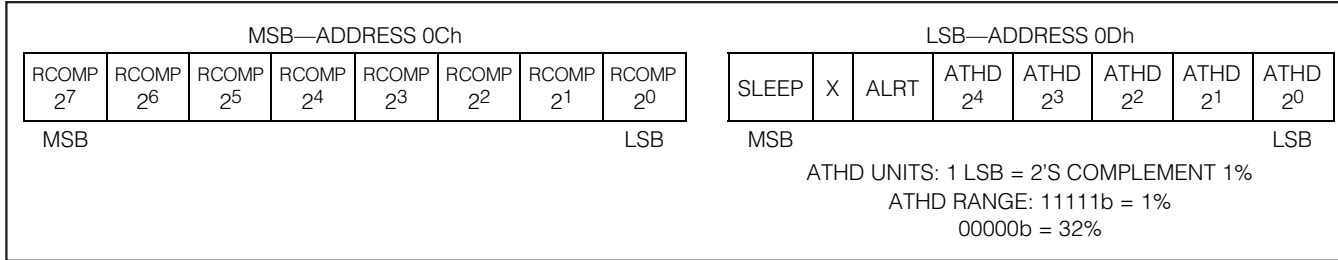 MSB—ADDRESS 0Ch
RCOMP 2⁷ RCOMP 2⁶ RCOMP 2⁵ RCOMP 2⁴ RCOMP 2³ RCOMP 2² RCOMP 2¹ RCOMP 2⁰
MSB LSB
LSB—ADDRESS 0Dh
SLEEP X ALRT ATHD 2⁴ ATHD 2³ ATHD 2² ATHD 2¹ ATHD 2⁰
MSB LSB
ATHD UNITS: 1 LSB = 2'S COMPLEMENT 1%
ATHD RANGE: 11111b = 1%
00000b = 32%